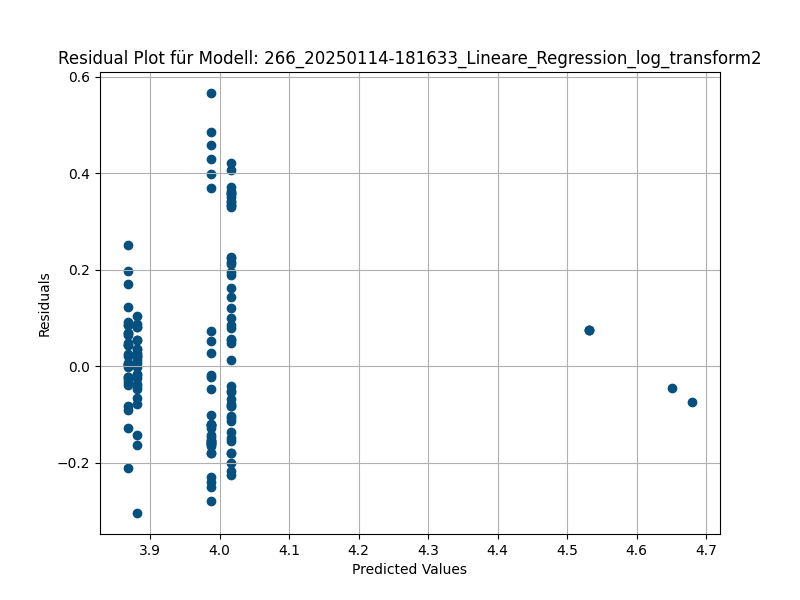 Residual Plot für Modell: 266_20250114-181633_Lineare_Regression_log_transform2
0.6
0.4
0.2
0.0
−0.2
Residuals
3.9 4.0 4.1 4.2 4.3 4.4 4.5 4.6 4.7
Predicted Values